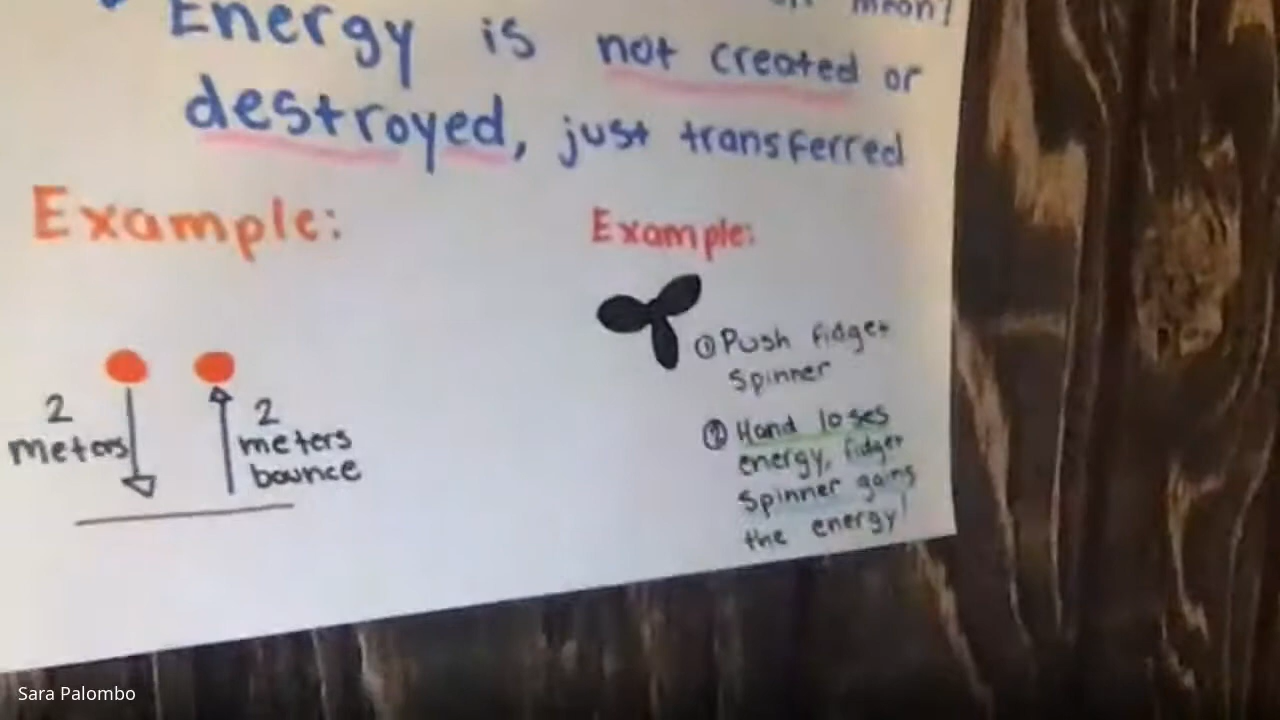 mean?
Energy is not created or
destroyed, just transferred
Example:
2
meters
2
meters
bounce
Example:
① Push fidget
spinner
② Hand loses
energy, fidget
spinner gains
the energy!
Sara Palombo